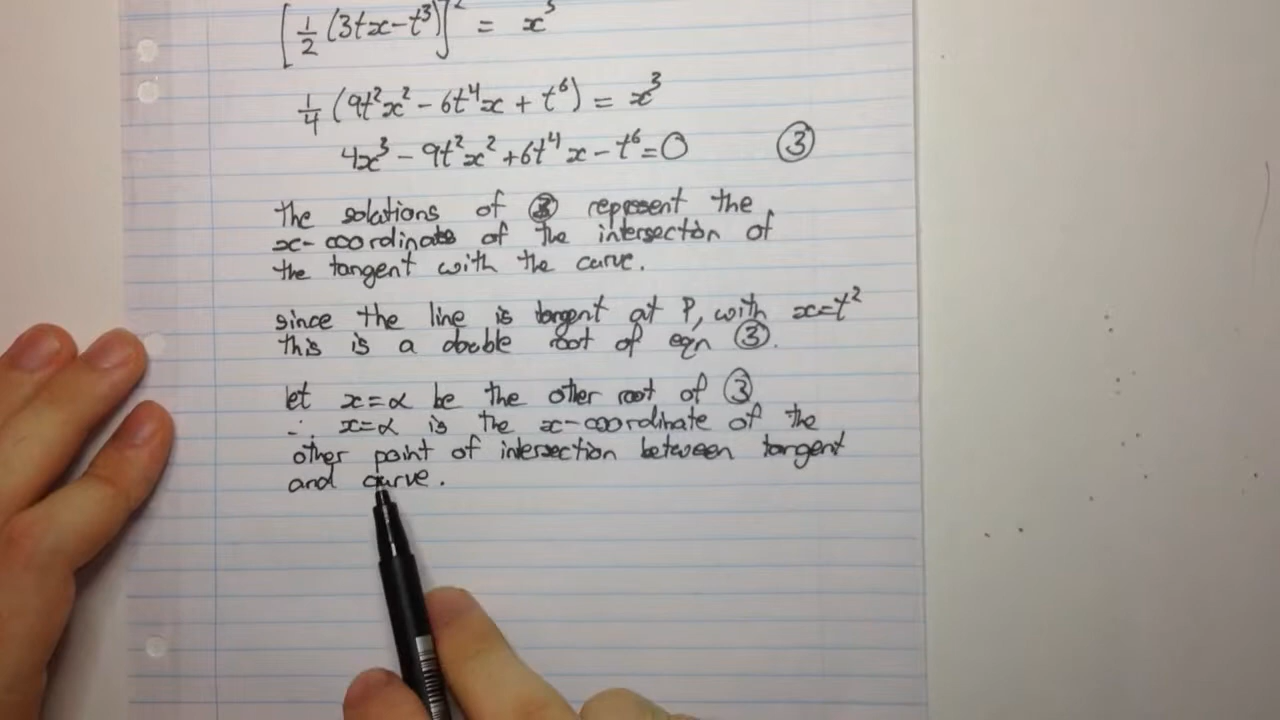 [1/2 (3tx - t³)]² = x³
1/4 (9t²x² - 6t⁴x + t⁶) = x³
4x³ - 9t²x² + 6t⁴x - t⁶ = 0 ③
The solutions of ③ represent the
x-coordinate of the intersection of
the tangent with the curve.
since the line is tangent at P, with x=t²
this is a double root of eqn ③.
let x=α be the other root of ③
∴ x=α is the x-coordinate of the
other point of intersection between tangent
and curve.